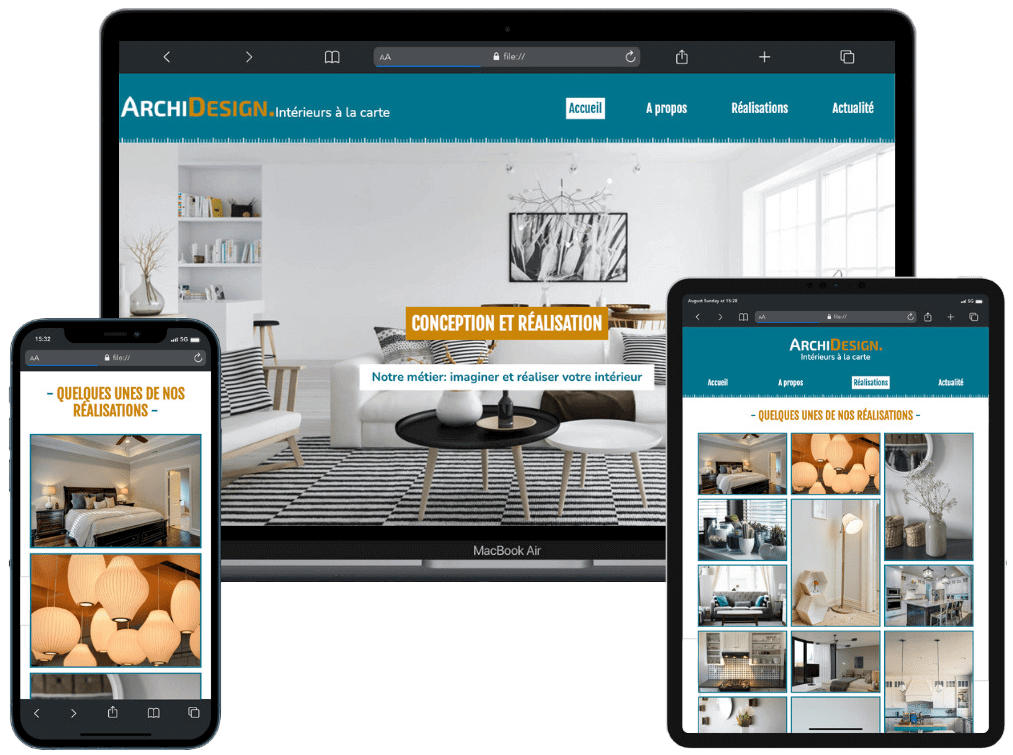 AA file://
ARCHIDESIGN. Intérieurs à la carte
Accueil A propos Réalisations Actualité
CONCEPTION ET RÉALISATION
Notre métier: imaginer et réaliser votre intérieur
MacBook Air
15:32 5G
AA file://
- QUELQUES UNES DE NOS
RÉALISATIONS -
August Sunday at 15:28 5G
AA file://
ARCHIDESIGN.
Intérieurs à la carte
Accueil A propos Réalisations Actualité
- QUELQUES UNES DE NOS RÉALISATIONS -